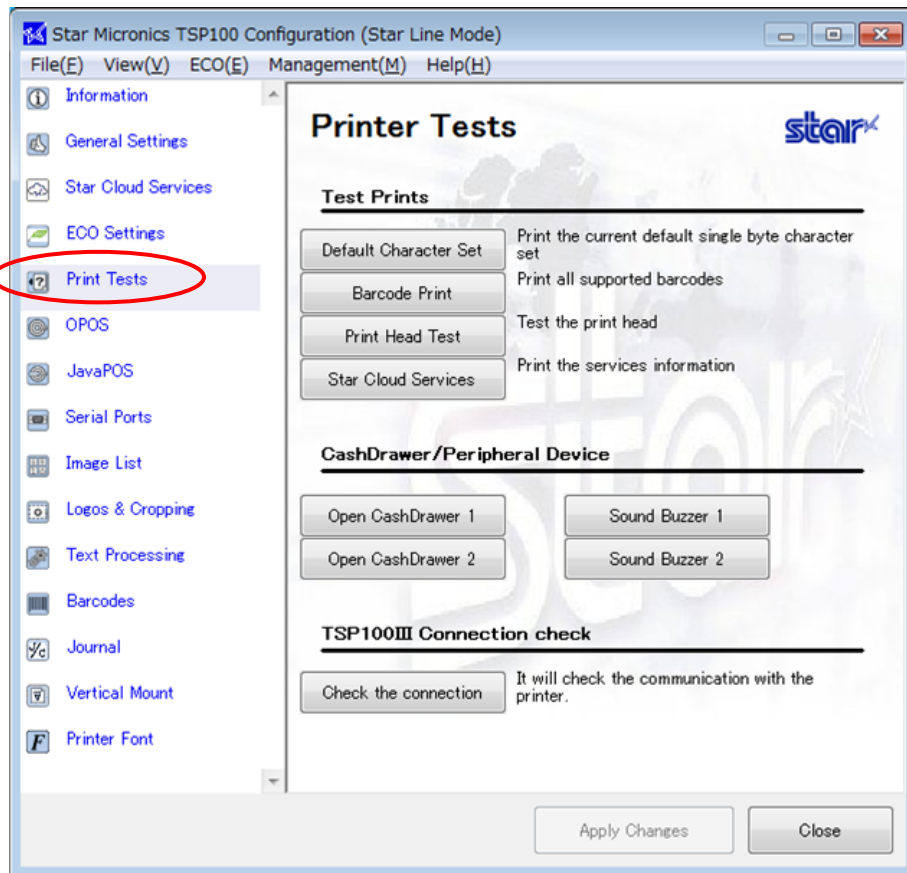 Star Micronics TSP100 Configuration (Star Line Mode)
File(F) View(V) ECO(E) Management(M) Help(H)
Information
General Settings
Star Cloud Services
ECO Settings
Print Tests
OPOS
JavaPOS
Serial Ports
Image List
Logos & Cropping
Text Processing
Barcodes
Journal
Vertical Mount
Printer Font
Printer Tests
star
Test Prints
Default Character Set
Print the current default single byte character
set
Barcode Print
Print all supported barcodes
Print Head Test
Test the print head
Star Cloud Services
Print the services information
CashDrawer/Peripheral Device
Open CashDrawer 1
Sound Buzzer 1
Open CashDrawer 2
Sound Buzzer 2
TSP100III Connection check
Check the connection
It will check the communication with the
printer.
Apply Changes
Close